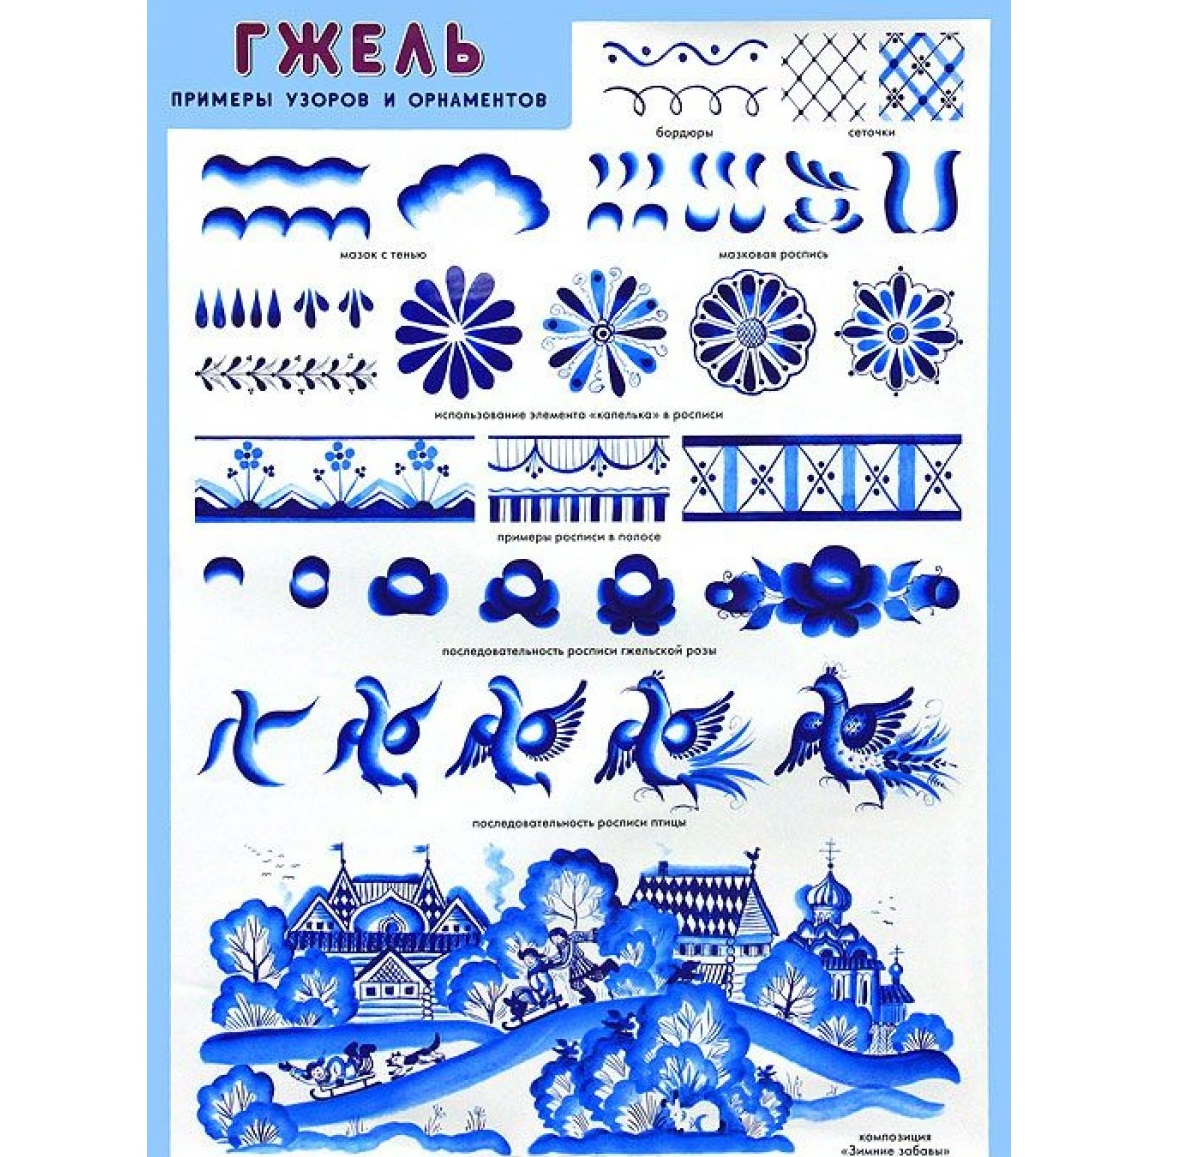 ГЖЕЛЬ
ПРИМЕРЫ УЗОРОВ И ОРНАМЕНТОВ
бордюры
сеточки
мазок с тенью
мазковая роспись
использование элемента «капелька» в росписи
примеры росписи в полосе
последовательность росписи гжельской розы
последовательность росписи птицы
композиция
«Зимние забавы»